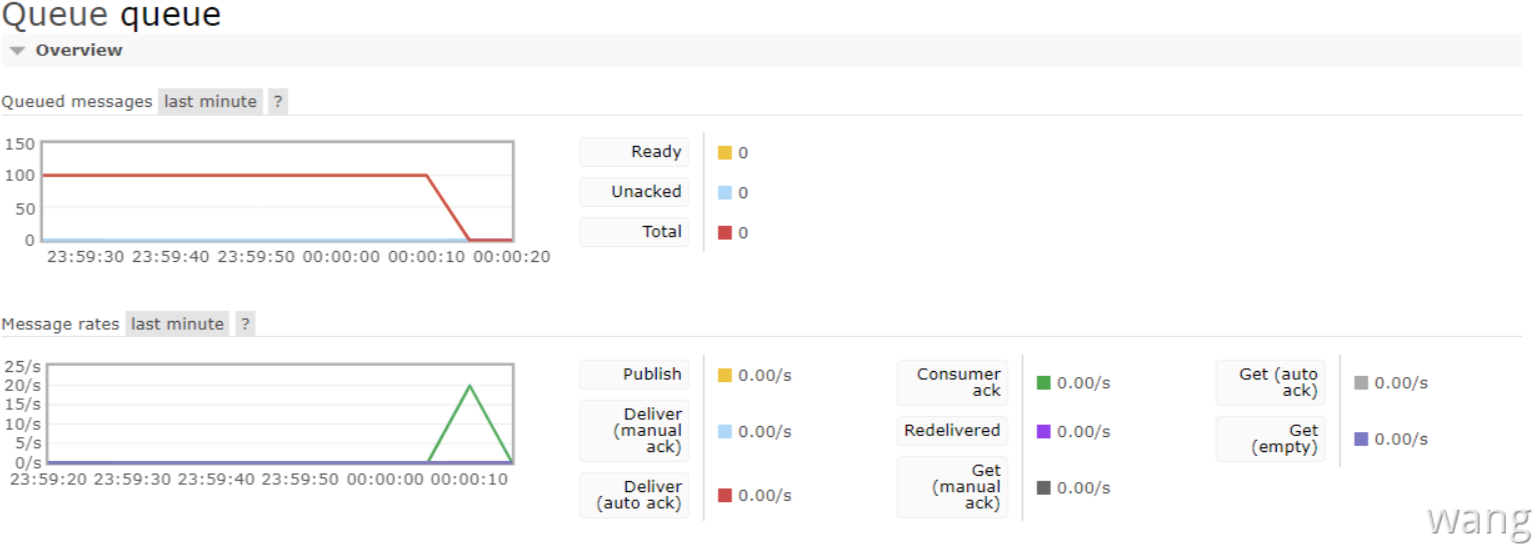 Queue queue
Overview
Queued messages last minute ?
150
100
50
0
23:59:30 23:59:40 23:59:50 00:00:00 00:00:10 00:00:20
Ready 0
Unacked 0
Total 0
Message rates last minute ?
25/s
20/s
15/s
10/s
5/s
0/s
23:59:20 23:59:30 23:59:40 23:59:50 00:00:00 00:00:10
Publish 0.00/s
Deliver
(manual
ack)
0.00/s
Deliver
(auto ack)
0.00/s
Consumer
ack
0.00/s
Redelivered 0.00/s
Get
(manual
ack)
0.00/s
Get (auto
ack)
0.00/s
Get
(empty)
0.00/s
wang